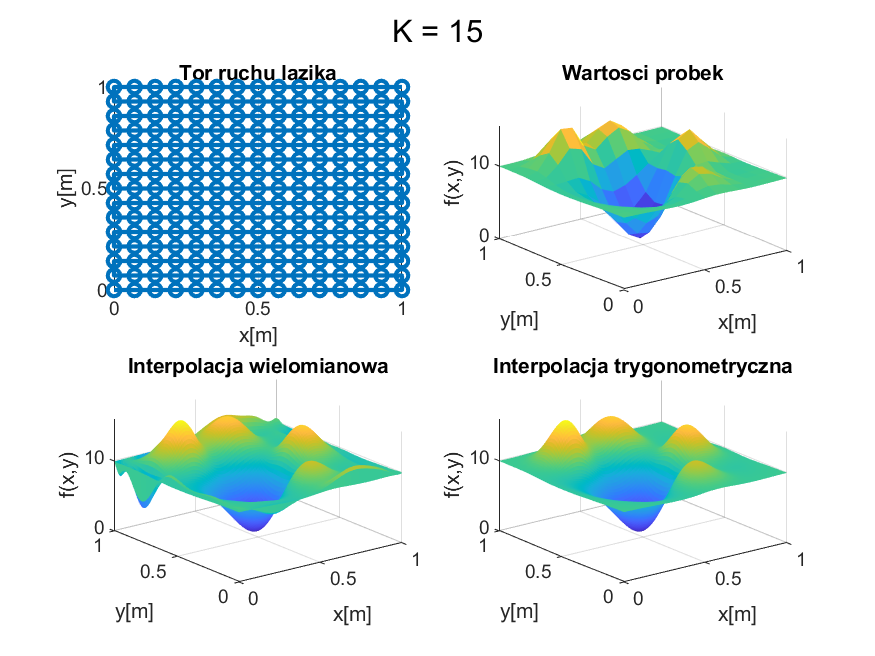 K = 15
Tor ruchu lazika
1
0.5
0
y[m]
0 0.5 1
x[m]
Wartosci probek
10
0
f(x,y)
1
0.5
0
y[m]
0
0.5
1
x[m]
Interpolacja wielomianowa
10
0
f(x,y)
1
0.5
0
y[m]
0
0.5
1
x[m]
Interpolacja trygonometryczna
10
0
f(x,y)
1
0.5
0
y[m]
0
0.5
1
x[m]